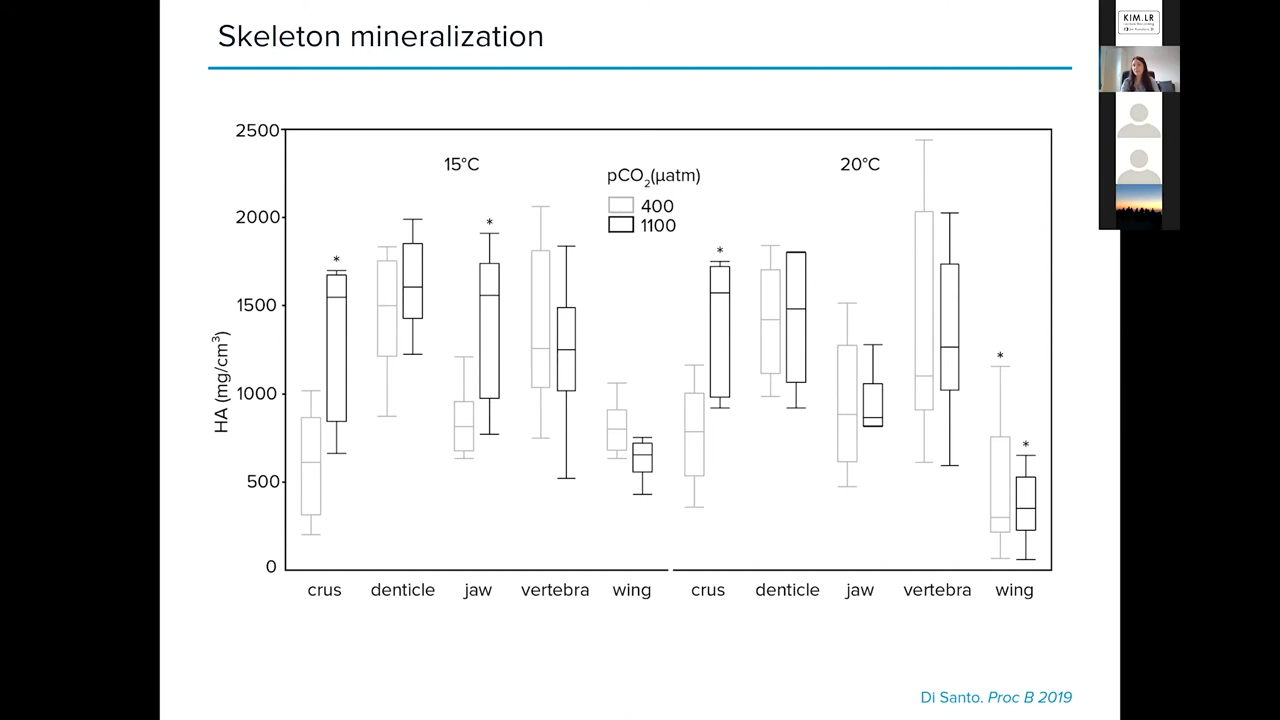 Skeleton mineralization
KIM.LR
2500
2000
1500
1000
500
0
HA (mg/cm³)
15°C
20°C
pCO₂(µatm)
400
1100
*
*
*
*
*
crus denticle jaw vertebra wing crus denticle jaw vertebra wing
Di Santo. Proc B 2019